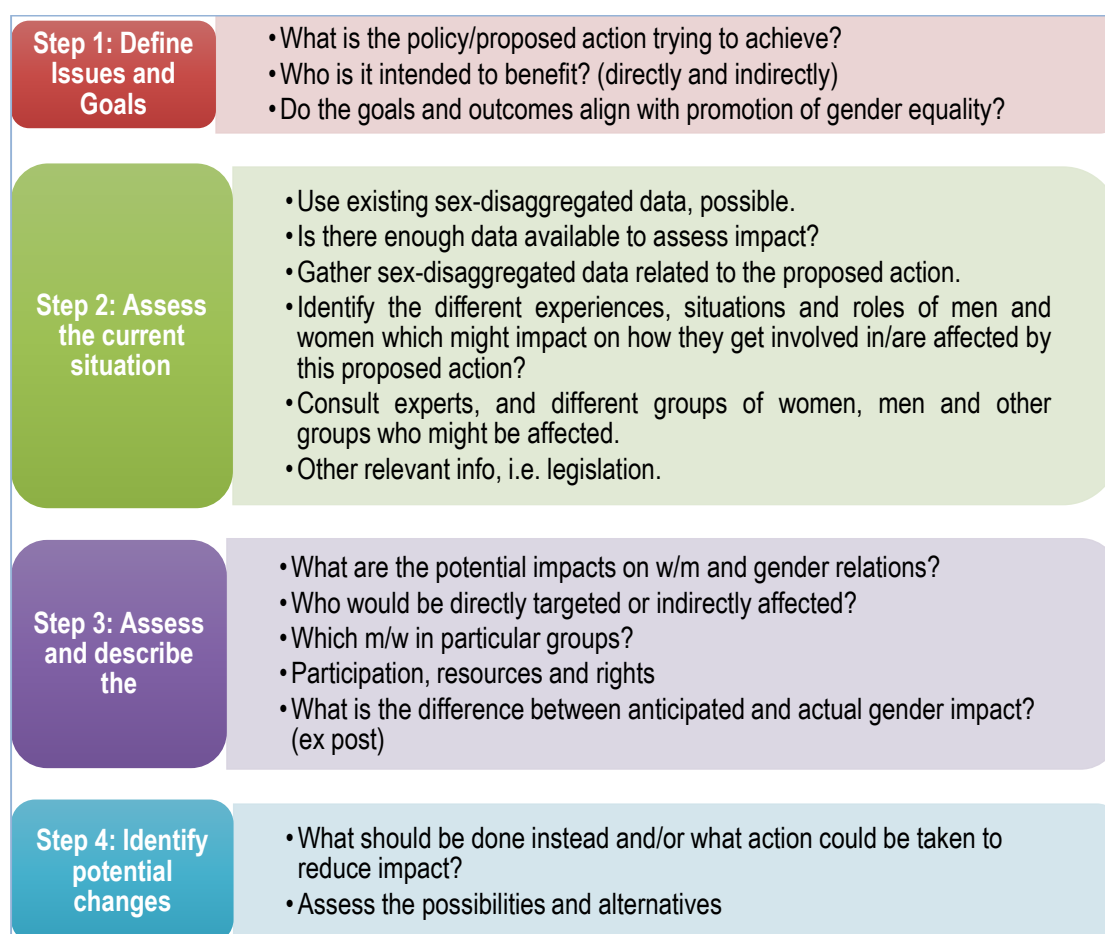 Step 1: Define
Issues and
Goals
•What is the policy/proposed action trying to achieve?
•Who is it intended to benefit? (directly and indirectly)
•Do the goals and outcomes align with promotion of gender equality?
Step 2: Assess
the current
situation
•Use existing sex-disaggregated data, possible.
•Is there enough data available to assess impact?
•Gather sex-disaggregated data related to the proposed action.
•Identify the different experiences, situations and roles of men and
women which might impact on how they get involved in/are affected by
this proposed action?
•Consult experts, and different groups of women, men and other
groups who might be affected.
•Other relevant info, i.e. legislation.
Step 3: Assess
and describe
the
•What are the potential impacts on w/m and gender relations?
•Who would be directly targeted or indirectly affected?
•Which m/w in particular groups?
•Participation, resources and rights
•What is the difference between anticipated and actual gender impact?
(ex post)
Step 4: Identify
potential
changes
•What should be done instead and/or what action could be taken to
reduce impact?
•Assess the possibilities and alternatives